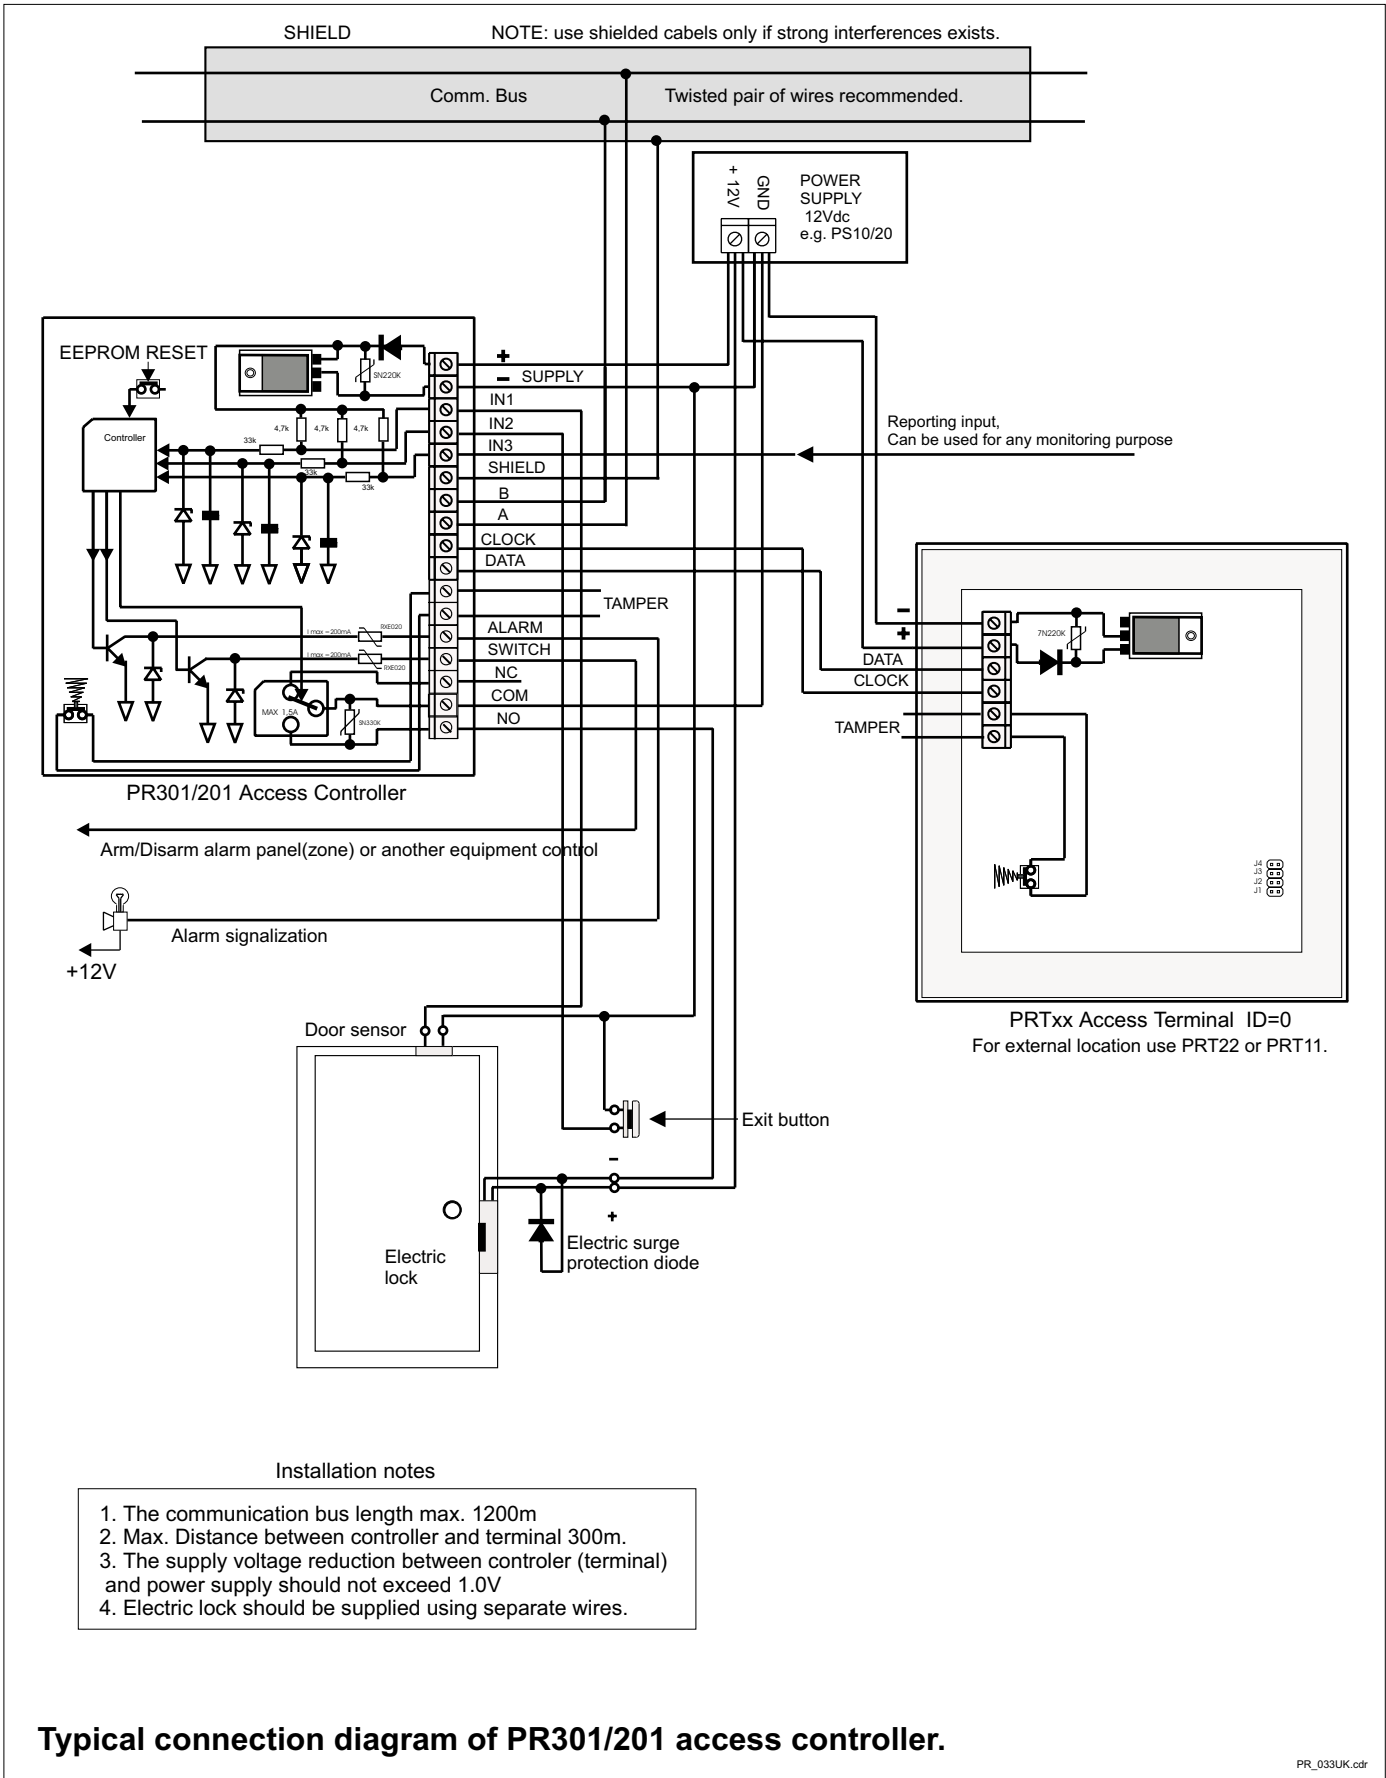 SHIELD
NOTE: use shielded cabels only if strong interferences exists.
Comm. Bus
Twisted pair of wires recommended.
+ 12V
GND
POWER
SUPPLY
12Vdc
e.g. PS10/20
EEPROM RESET
Controller
SN220K
4,7k
4,7k
4,7k
33k
33k
33k
I max =200mA
RXE020
I max =200mA
RXE020
MAX 1.5A
SN330K
+
– SUPPLY
IN1
IN2
IN3
SHIELD
B
A
CLOCK
DATA
TAMPER
ALARM
SWITCH
NC
COM
NO
PR301/201 Access Controller
Reporting input,
Can be used for any monitoring purpose
–
+
DATA
CLOCK
TAMPER
7N220K
J4
J3
J2
J1
PRTxx Access Terminal ID=0
For external location use PRT22 or PRT11.
Arm/Disarm alarm panel(zone) or another equipment control
Alarm signalization
+12V
Door sensor
Exit button
–
+
Electric surge
protection diode
Electric
lock
Installation notes
1. The communication bus length max. 1200m
2. Max. Distance between controller and terminal 300m.
3. The supply voltage reduction between controler (terminal)
and power supply should not exceed 1.0V
4. Electric lock should be supplied using separate wires.
Typical connection diagram of PR301/201 access controller.
PR_033UK.cdr